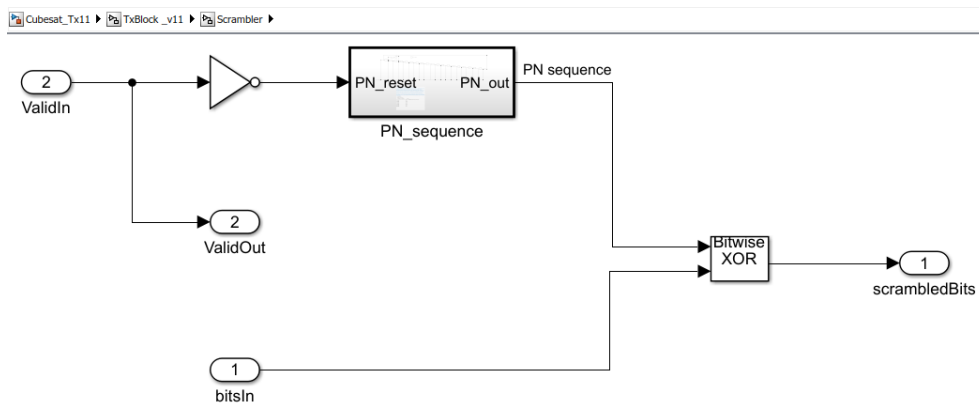 Cubesat_Tx11 ▶ TxBlock _v11 ▶ Scrambler ▶
2
ValidIn
PN_reset PN_out
PN_sequence
PN sequence
2
ValidOut
Bitwise
XOR
1
scrambledBits
1
bitsIn